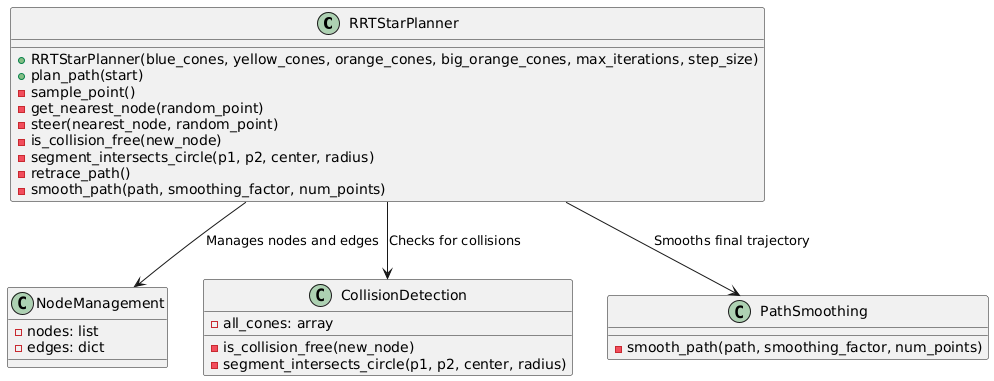 C RRTStarPlanner
RRTStarPlanner(blue_cones, yellow_cones, orange_cones, big_orange_cones, max_iterations, step_size)
plan_path(start)
sample_point()
get_nearest_node(random_point)
steer(nearest_node, random_point)
is_collision_free(new_node)
segment_intersects_circle(p1, p2, center, radius)
retrace_path()
smooth_path(path, smoothing_factor, num_points)
Manages nodes and edges
Checks for collisions
Smooths final trajectory
C NodeManagement
nodes: list
edges: dict
C CollisionDetection
all_cones: array
is_collision_free(new_node)
segment_intersects_circle(p1, p2, center, radius)
C PathSmoothing
smooth_path(path, smoothing_factor, num_points)